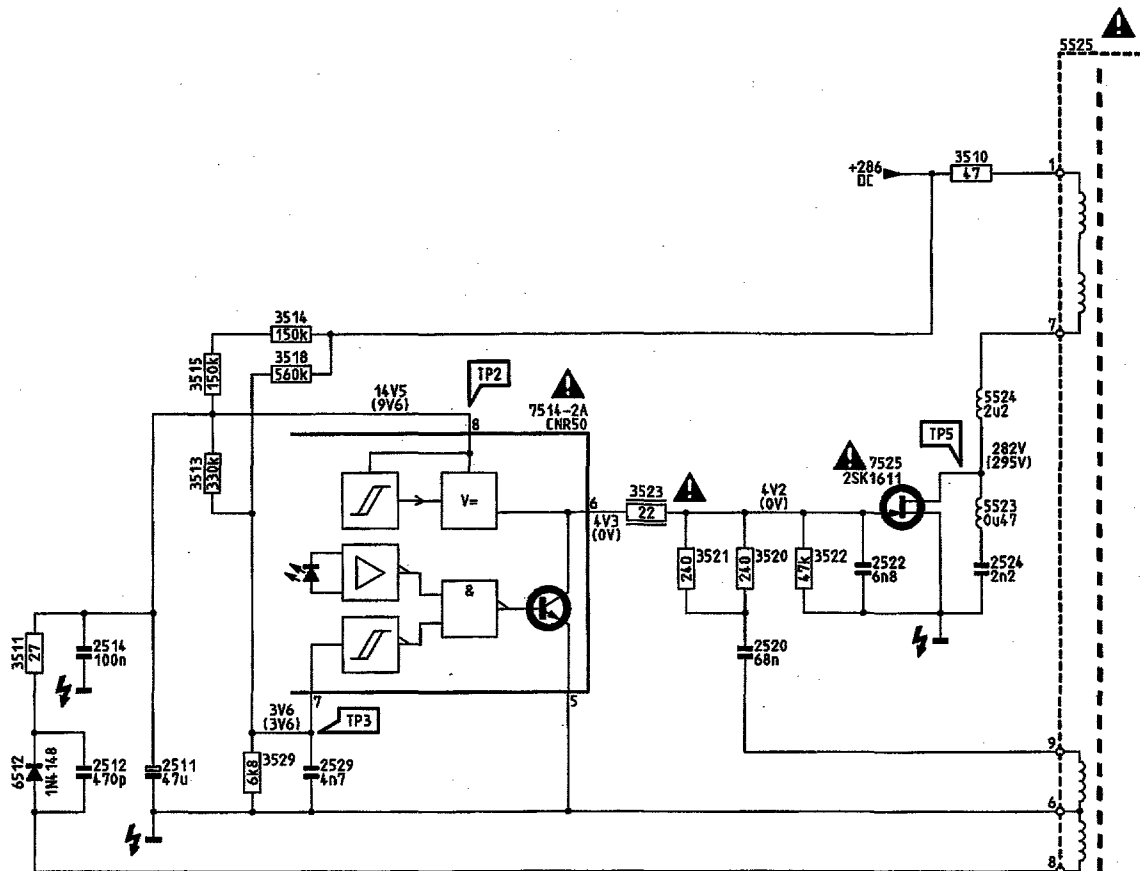 5525
+286
DC
3510
47
1
7
3514
150k
3518
560k
3515
150k
14V5
(9V6)
TP2
7514-2A
CNR50
8
3513
330k
V=
&
6
4V3
(0V)
3523
22
4V2
(0V)
7525
2SK1611
TP5
5524
2u2
282V
(295V)
5523
0u47
2524
2n2
240
3521
240
3520
47k
3522
2522
6n8
2520
68n
3511
27
2514
100n
7
5
3V6
(3V6)
TP3
6512
1N4148
2512
470p
2511
47u
6k8
3529
2529
4n7
9
6
8